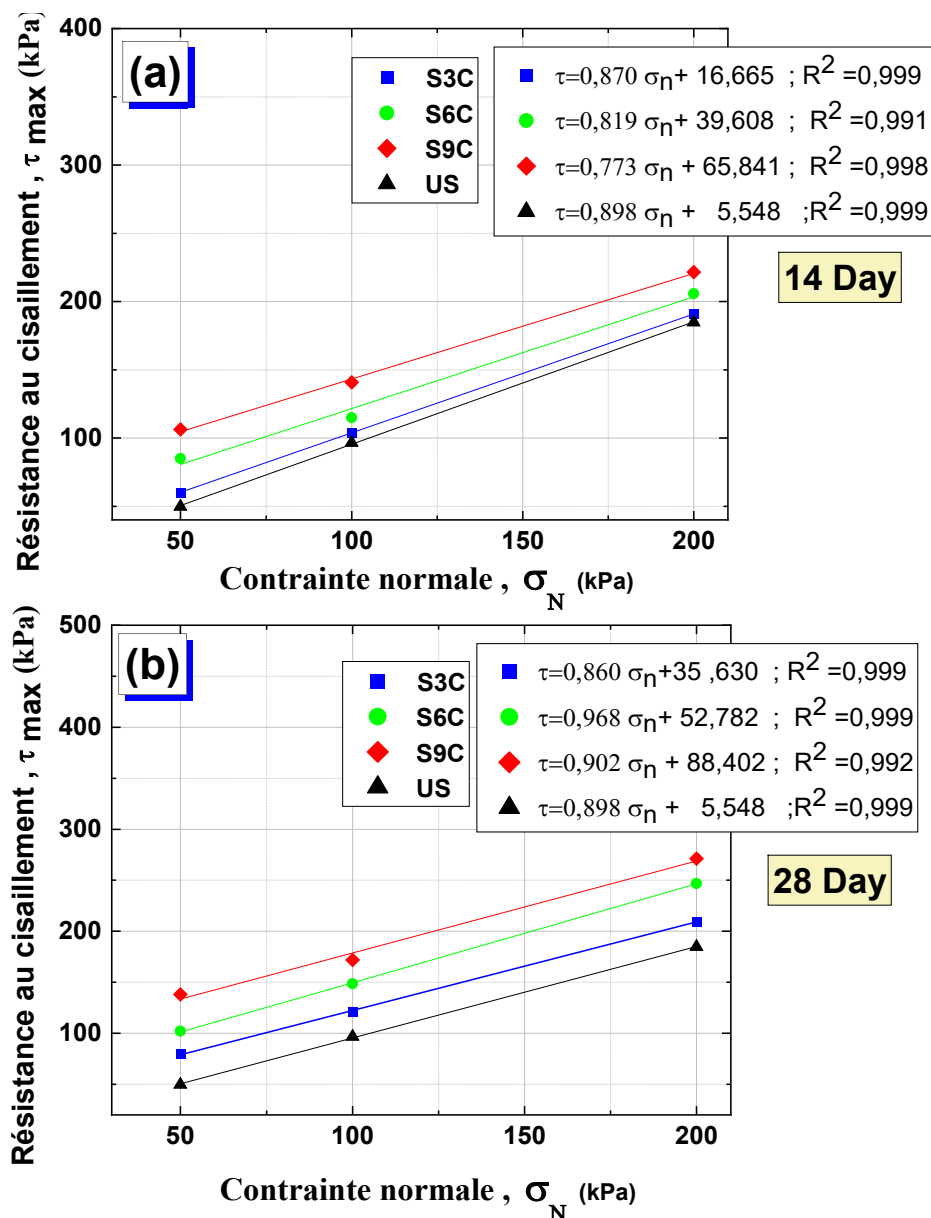 (a)
Résistance au cisaillement , τ max (kPa)
400
300
200
100
S3C
S6C
S9C
US
τ=0,870 σn+ 16,665 ; R2 =0,999
τ=0,819 σn+ 39,608 ; R2 =0,991
τ=0,773 σn + 65,841 ; R2 =0,998
τ=0,898 σn + 5,548 ;R2 =0,999
14 Day
50 100 150 200
Contrainte normale , σN (kPa)
(b)
Résistance au cisaillement , τ max (kPa)
500
400
300
200
100
S3C
S6C
S9C
US
τ=0,860 σn+35 ,630 ; R2 =0,999
τ=0,968 σn+ 52,782 ; R2 =0,999
τ=0,902 σn + 88,402 ; R2 =0,992
τ=0,898 σn + 5,548 ;R2 =0,999
28 Day
50 100 150 200
Contrainte normale , σN (kPa)